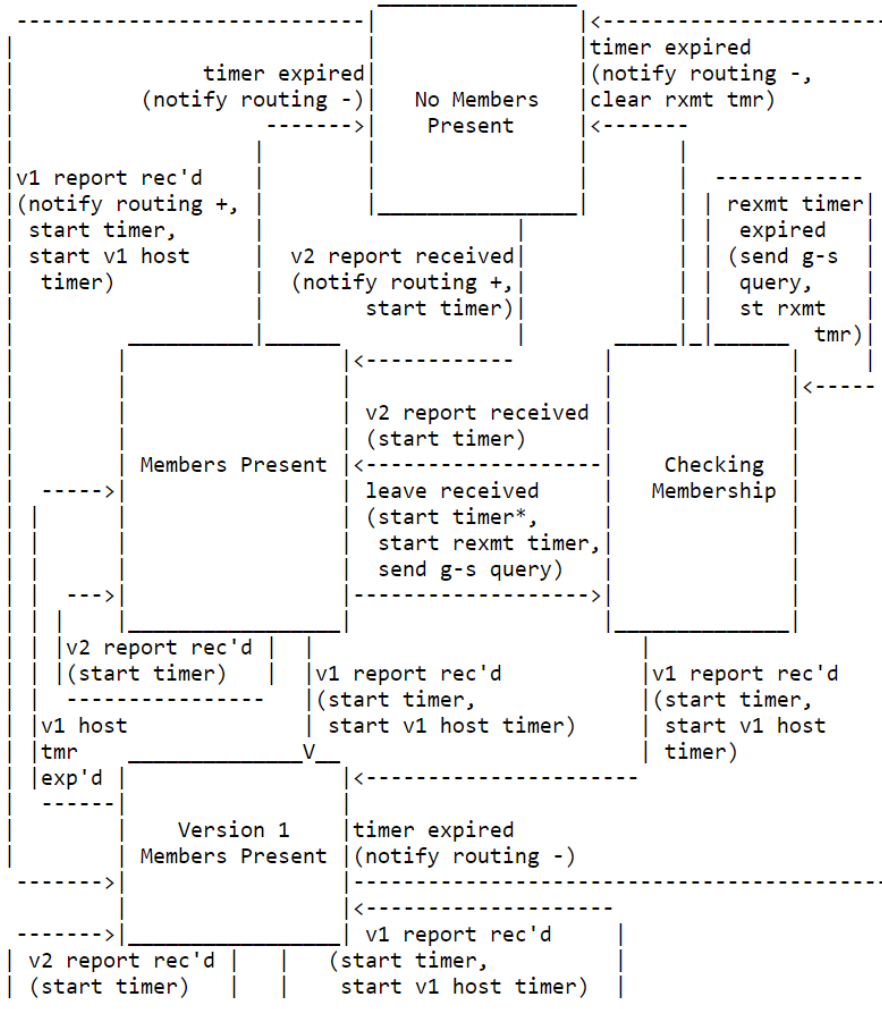 timer expired
timer expired
(notify routing -,
(notify routing -)
No Members
clear rxmt tmr)
Present
v1 report rec'd
(notify routing +,
rexmt timer
start timer,
expired
start v1 host
v2 report received
(send g-s
timer)
(notify routing +,
query,
start timer)
st rxmt
tmr)
v2 report received
(start timer)
Members Present
Checking
leave received
Membership
(start timer*,
start rexmt timer,
send g-s query)
v2 report rec'd
(start timer)
v1 report rec'd
v1 report rec'd
(start timer,
(start timer,
v1 host
start v1 host timer)
start v1 host
tmr
V
timer)
exp'd
Version 1
timer expired
Members Present
(notify routing -)
v1 report rec'd
v2 report rec'd
(start timer,
(start timer)
start v1 host timer)